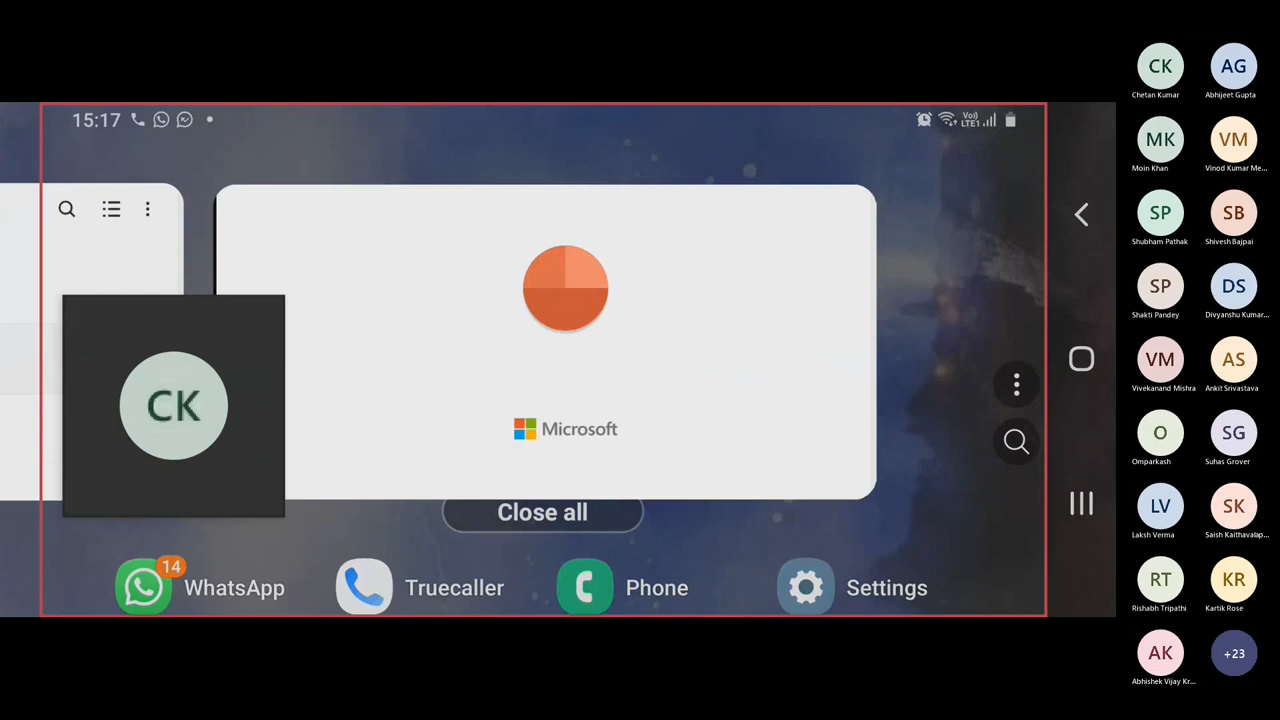 15:17
Vo)
LTE1
CK
Microsoft
Close all
14
WhatsApp
Truecaller
Phone
Settings
CK
AG
Chetan Kumar
Abhijeet Gupta
MK
VM
Moin Khan
Vinod Kumar Me...
SP
SB
Shubham Pathak
Shivesh Bajpai
SP
DS
Shakti Pandey
Divyanshu Kumar...
VM
AS
Vivekanand Mishra
Ankit Srivastava
O
SG
Omparkash
Suhas Grover
LV
SK
Laksh Verma
Saish Kaithavalap...
RT
KR
Rishabh Tripathi
Kartik Rose
AK
+23
Abhishek Vijay Kr...